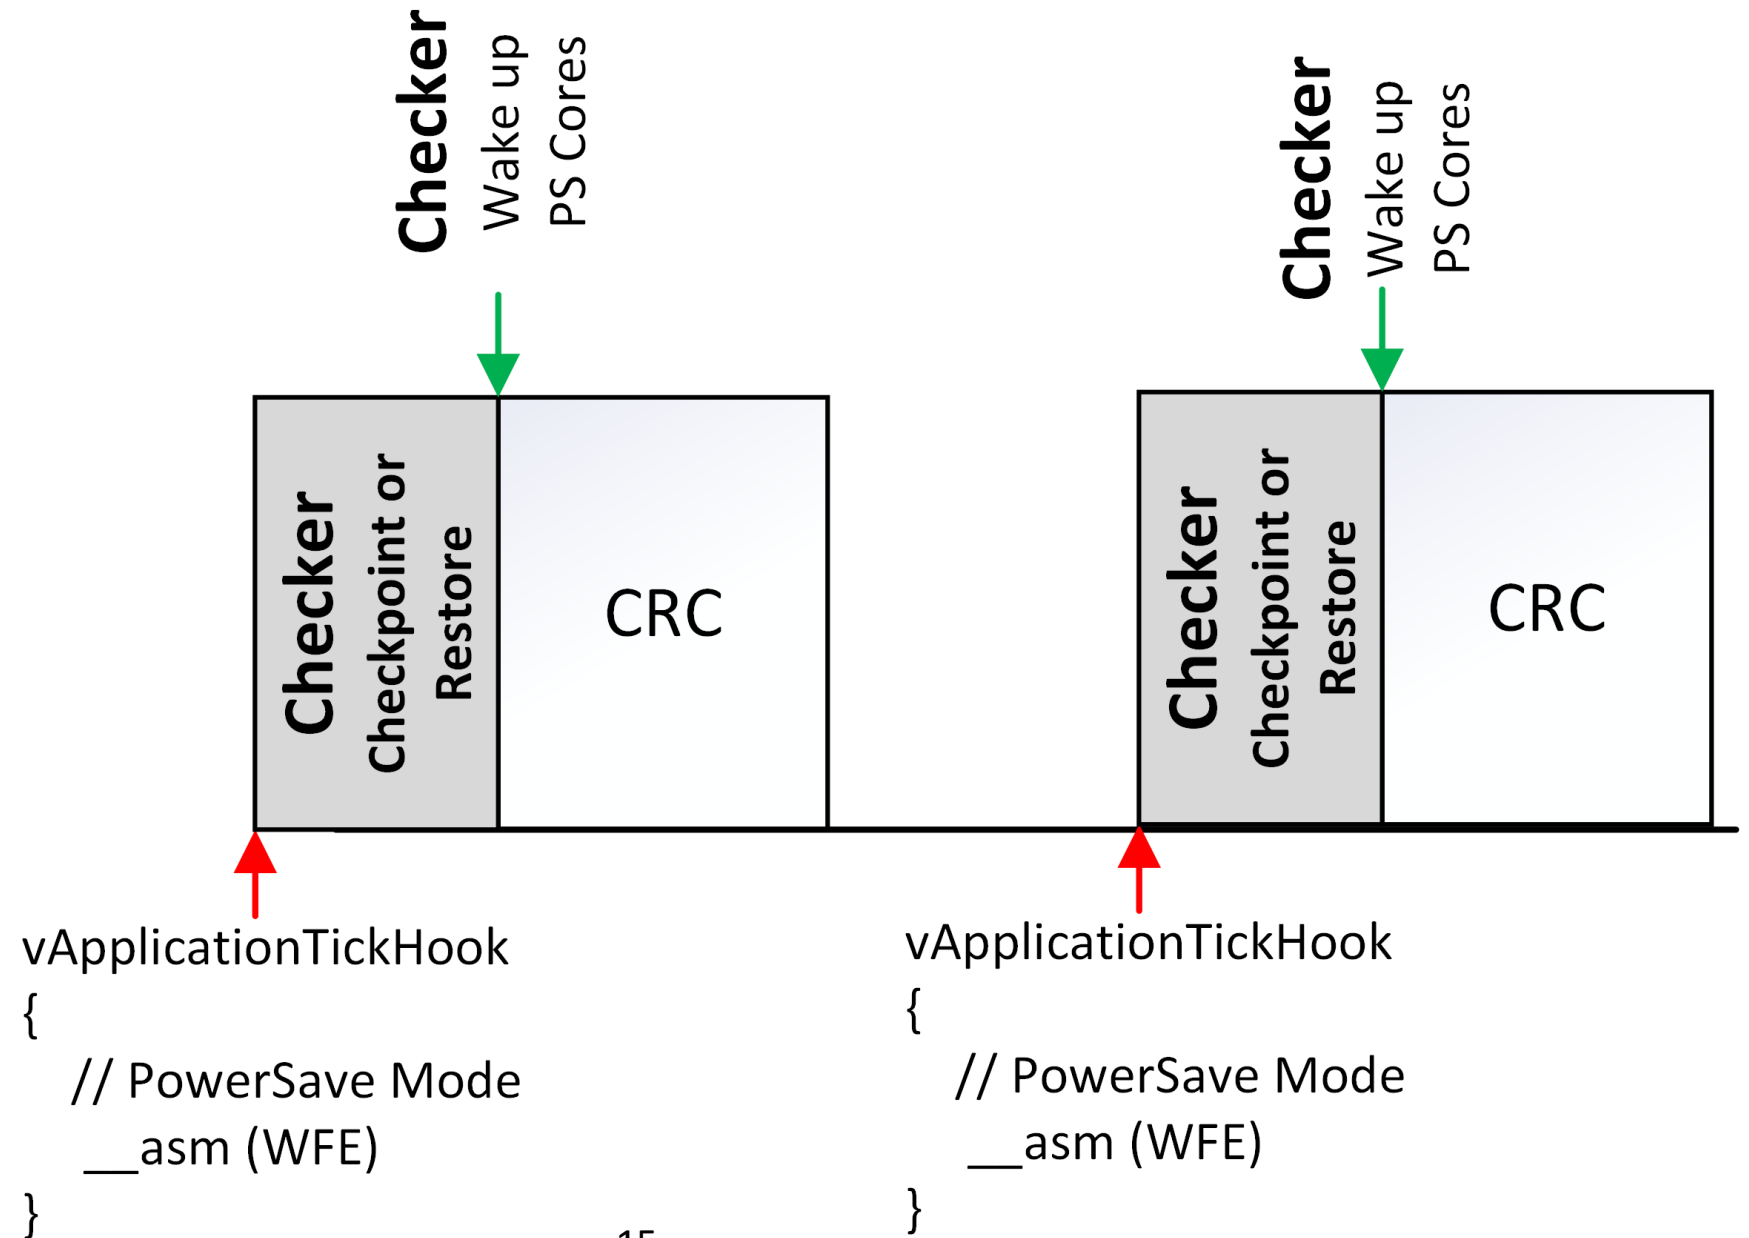 Checker
Wake up
PS Cores
Checker
Wake up
PS Cores
Checker
Checkpoint or
Restore
CRC
Checker
Checkpoint or
Restore
CRC
vApplicationTickHook
{
// PowerSave Mode
__asm (WFE)
}
vApplicationTickHook
{
// PowerSave Mode
__asm (WFE)
}